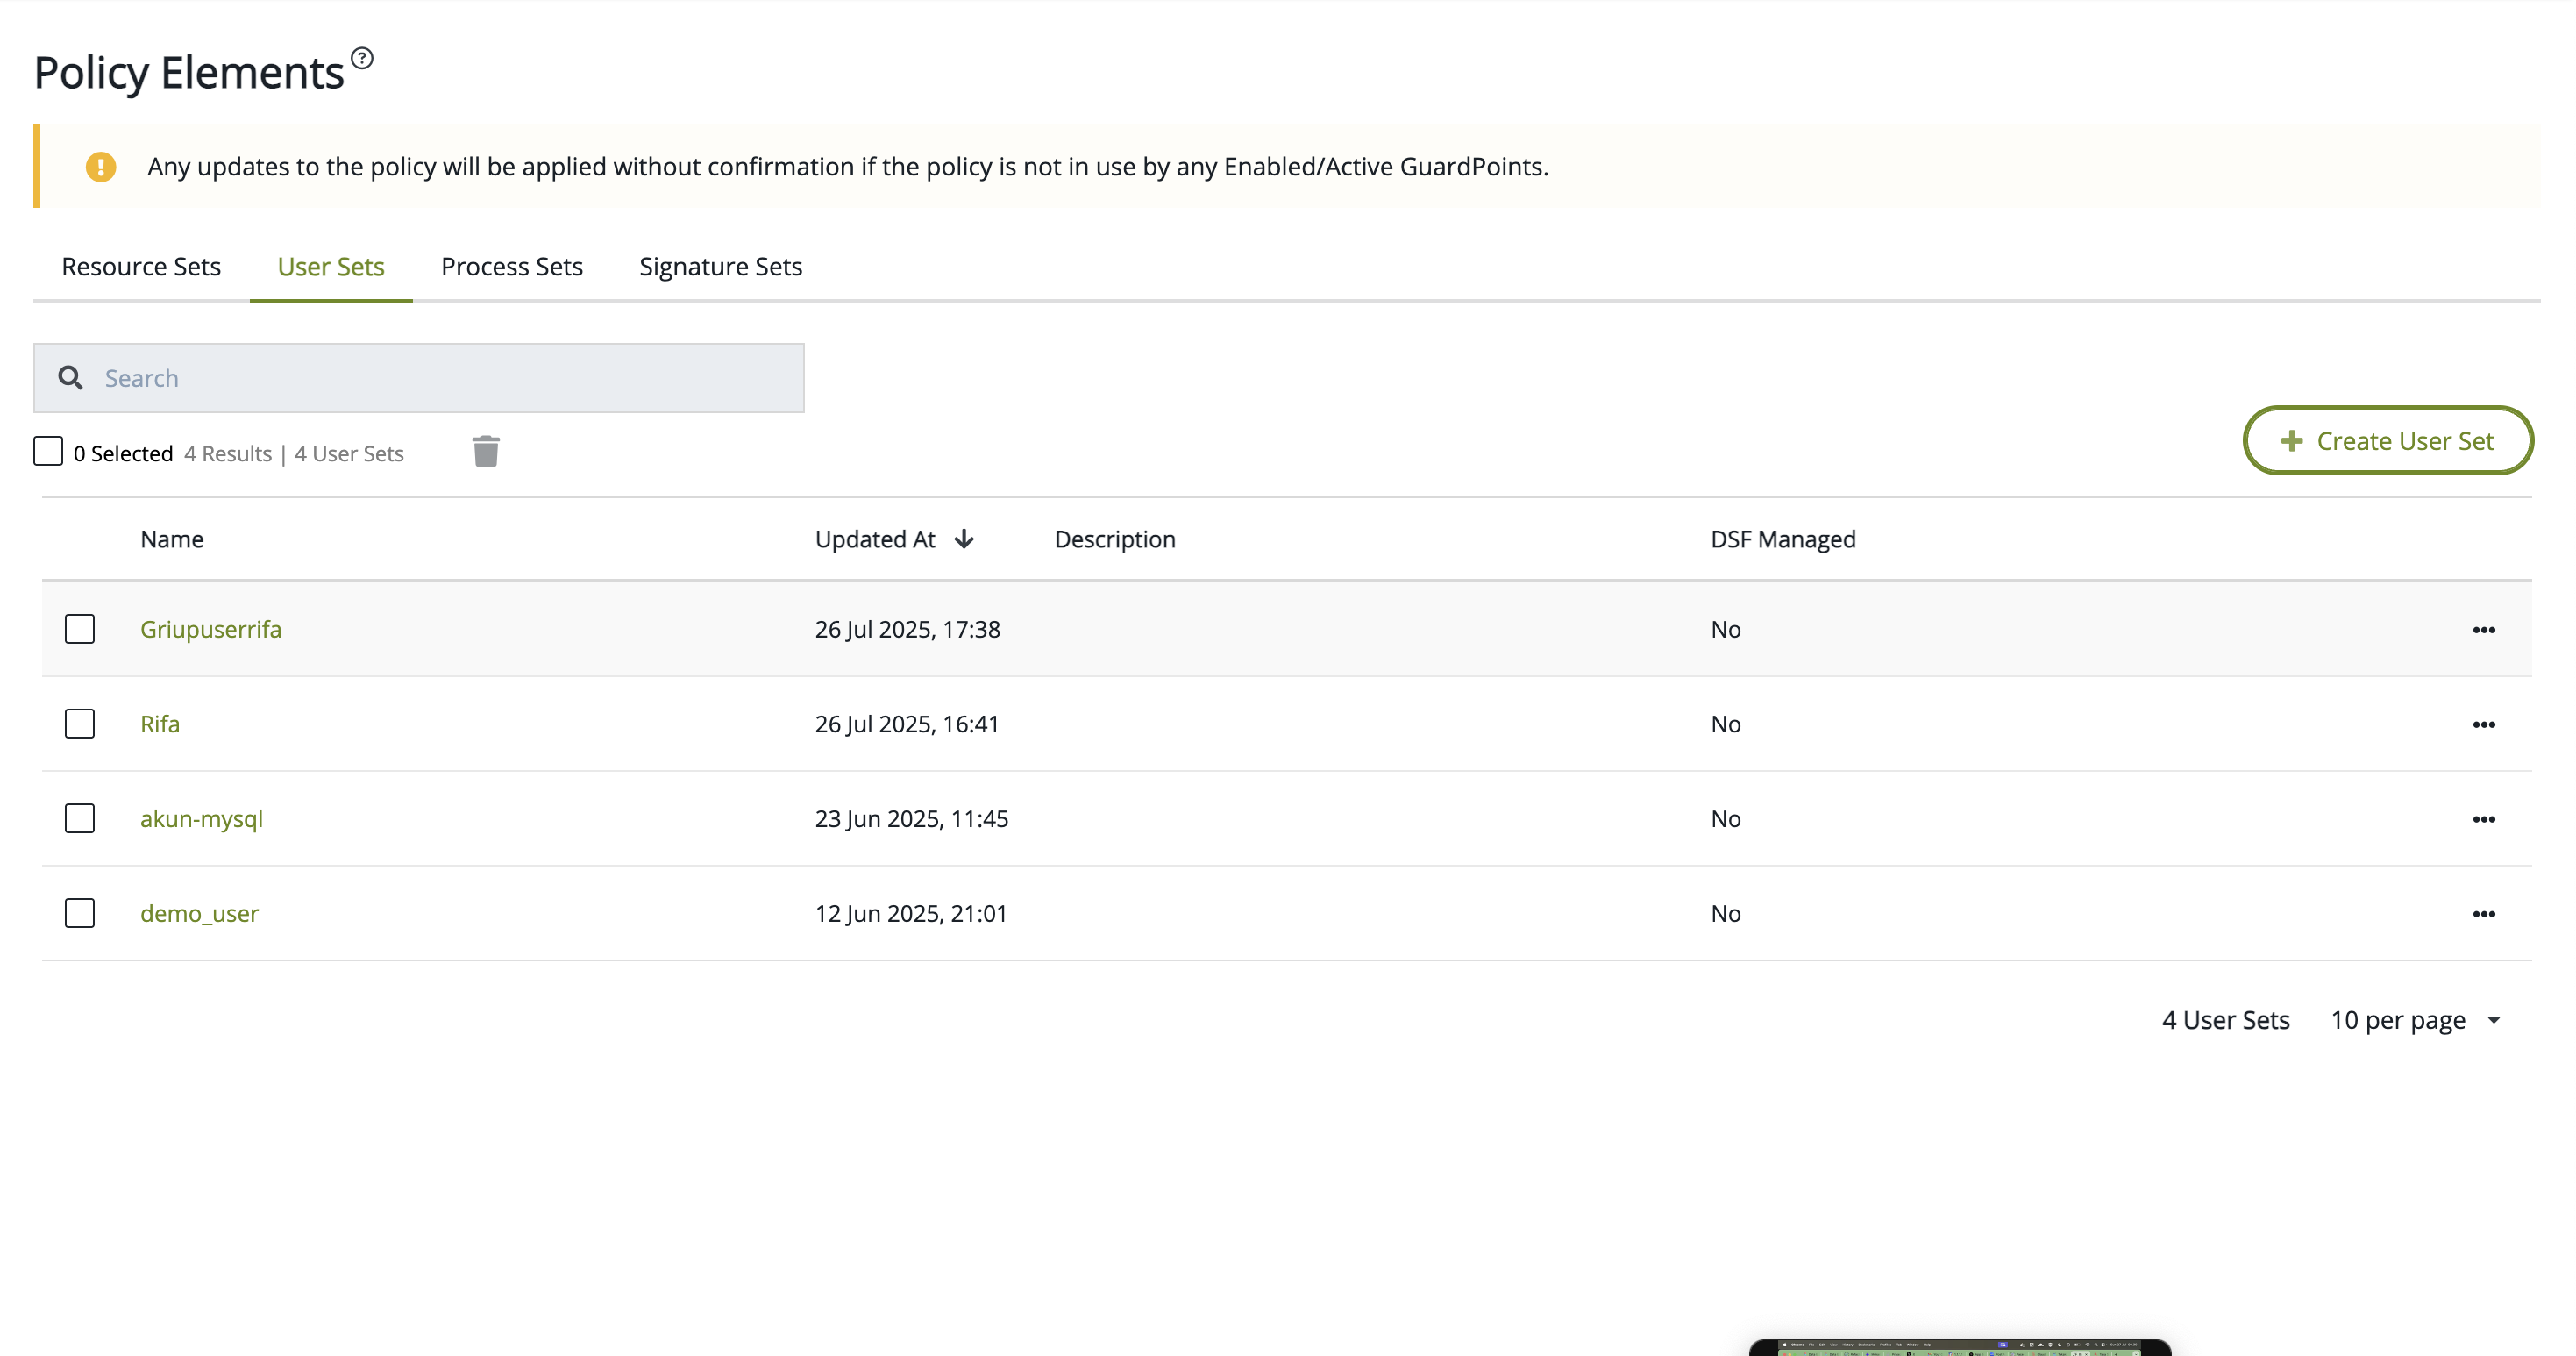 Policy Elements ?
Any updates to the policy will be applied without confirmation if the policy is not in use by any Enabled/Active GuardPoints.
Resource Sets User Sets Process Sets Signature Sets
Search
0 Selected 4 Results | 4 User Sets
+ Create User Set
Name Updated At Description DSF Managed
Griupuserrifa 26 Jul 2025, 17:38 No
Rifa 26 Jul 2025, 16:41 No
akun-mysql 23 Jun 2025, 11:45 No
demo_user 12 Jun 2025, 21:01 No
4 User Sets 10 per page